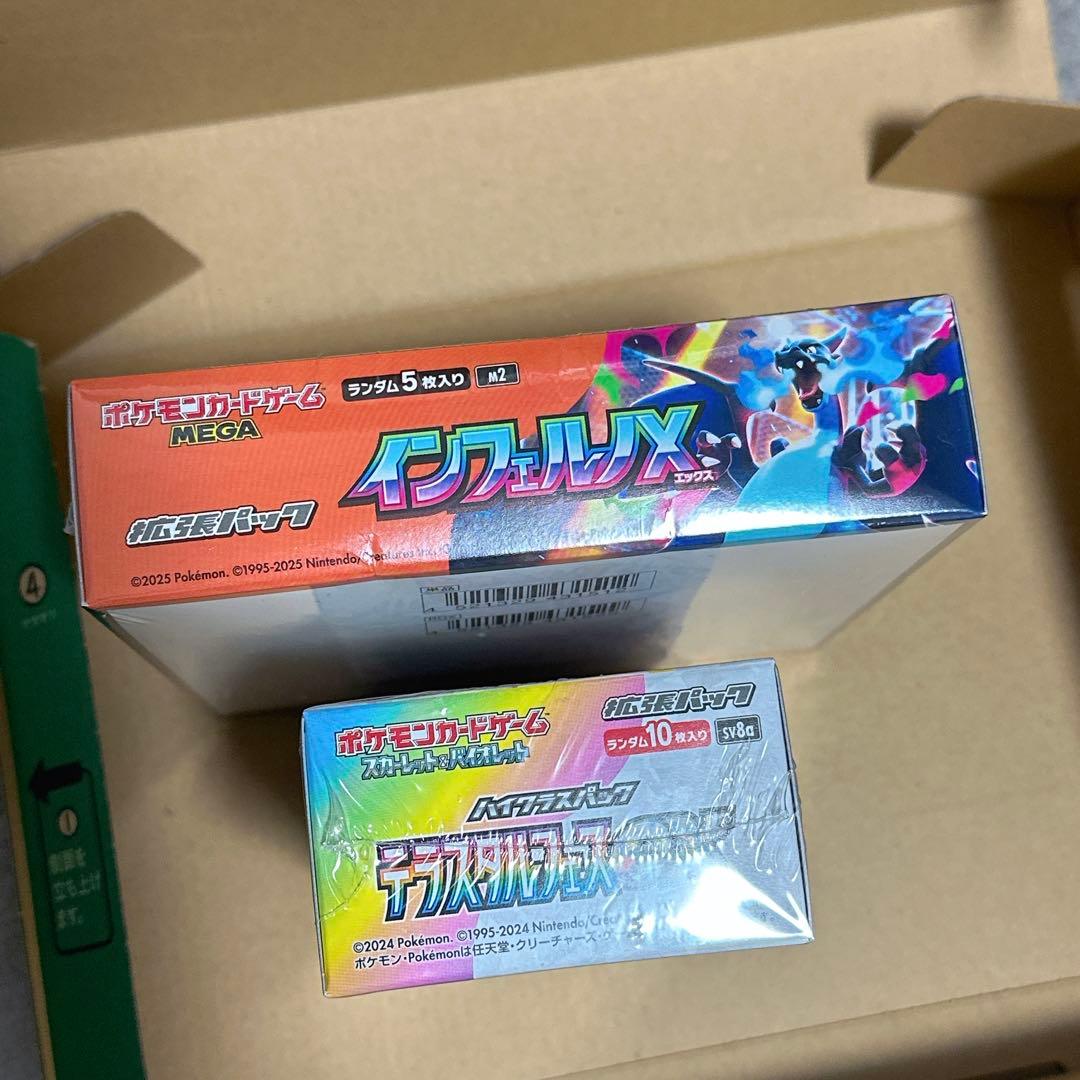 ポケモンカードゲーム
MEGA
ランダム5枚入り
M2
インフェルノX
エックス
拡張パック
©2025 Pokémon. ©1995-2025 Nintendo/Creatures Inc.
BOX
ポケモンカードゲーム
スカーレット&バイオレット
拡張パック
ランダム10枚入り
sv8a
ハイクラスパック
テラスタルフェス
©2024 Pokémon. ©1995-2024 Nintendo/Crea
ポケモン・Pokémonは任天堂・クリーチャーズ・ゲー
4
1
側面を
立ち上げ
ます。